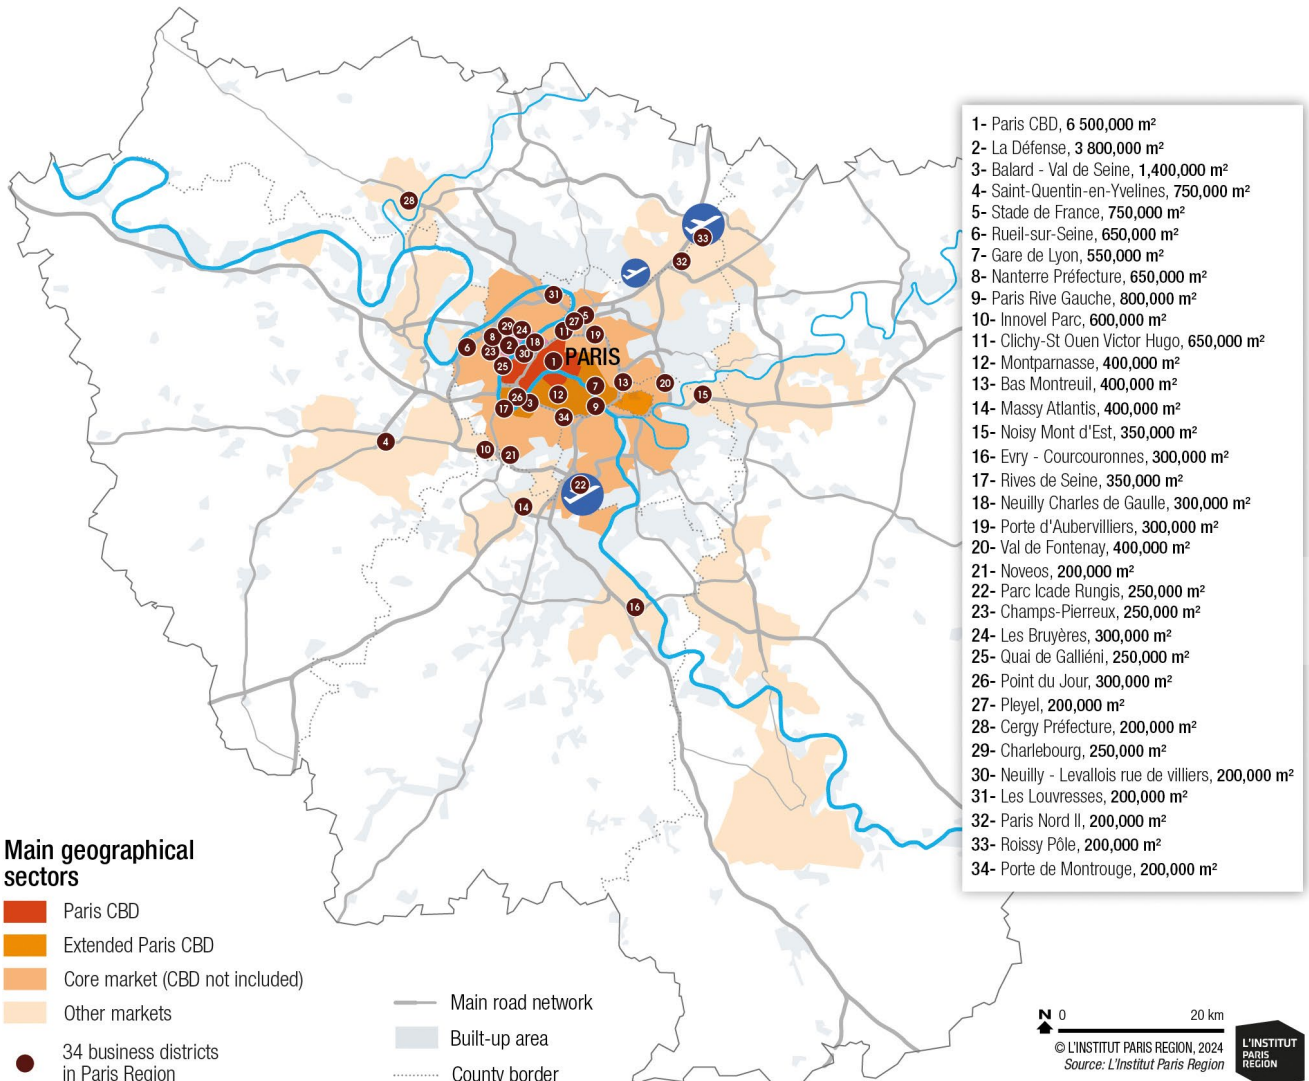 1- Paris CBD, 6 500,000 m²
2- La Défense, 3 800,000 m²
3- Balard - Val de Seine, 1,400,000 m²
4- Saint-Quentin-en-Yvelines, 750,000 m²
5- Stade de France, 750,000 m²
6- Rueil-sur-Seine, 650,000 m²
7- Gare de Lyon, 550,000 m²
8- Nanterre Préfecture, 650,000 m²
9- Paris Rive Gauche, 800,000 m²
10- Innovel Parc, 600,000 m²
11- Clichy-St Ouen Victor Hugo, 650,000 m²
12- Montparnasse, 400,000 m²
13- Bas Montreuil, 400,000 m²
14- Massy Atlantis, 400,000 m²
15- Noisy Mont d'Est, 350,000 m²
16- Evry - Courcouronnes, 300,000 m²
17- Rives de Seine, 350,000 m²
18- Neuilly Charles de Gaulle, 300,000 m²
19- Porte d'Aubervilliers, 300,000 m²
20- Val de Fontenay, 400,000 m²
21- Noveos, 200,000 m²
22- Parc Icade Rungis, 250,000 m²
23- Champs-Pierreux, 250,000 m²
24- Les Bruyères, 300,000 m²
25- Quai de Galliéni, 250,000 m²
26- Point du Jour, 300,000 m²
27- Pleyel, 200,000 m²
28- Cergy Préfecture, 200,000 m²
29- Charlebourg, 250,000 m²
30- Neuilly - Levallois rue de villiers, 200,000 m²
31- Les Louvresses, 200,000 m²
32- Paris Nord II, 200,000 m²
33- Roissy Pôle, 200,000 m²
34- Porte de Montrouge, 200,000 m²
28
33
32
31
5
27
29
24
11
19
8
18
6
23
2
30
PARIS
1
25
7
13
20
15
26
3
12
17
9
34
4
10
21
22
14
16
Main geographical
sectors
Paris CBD
Extended Paris CBD
Core market (CBD not included)
Other markets
34 business districts
in Paris Region
Main road network
Built-up area
County border
N 0 20 km
© L'INSTITUT PARIS REGION, 2024
Source: L'Institut Paris Region
L'INSTITUT
PARIS
REGION